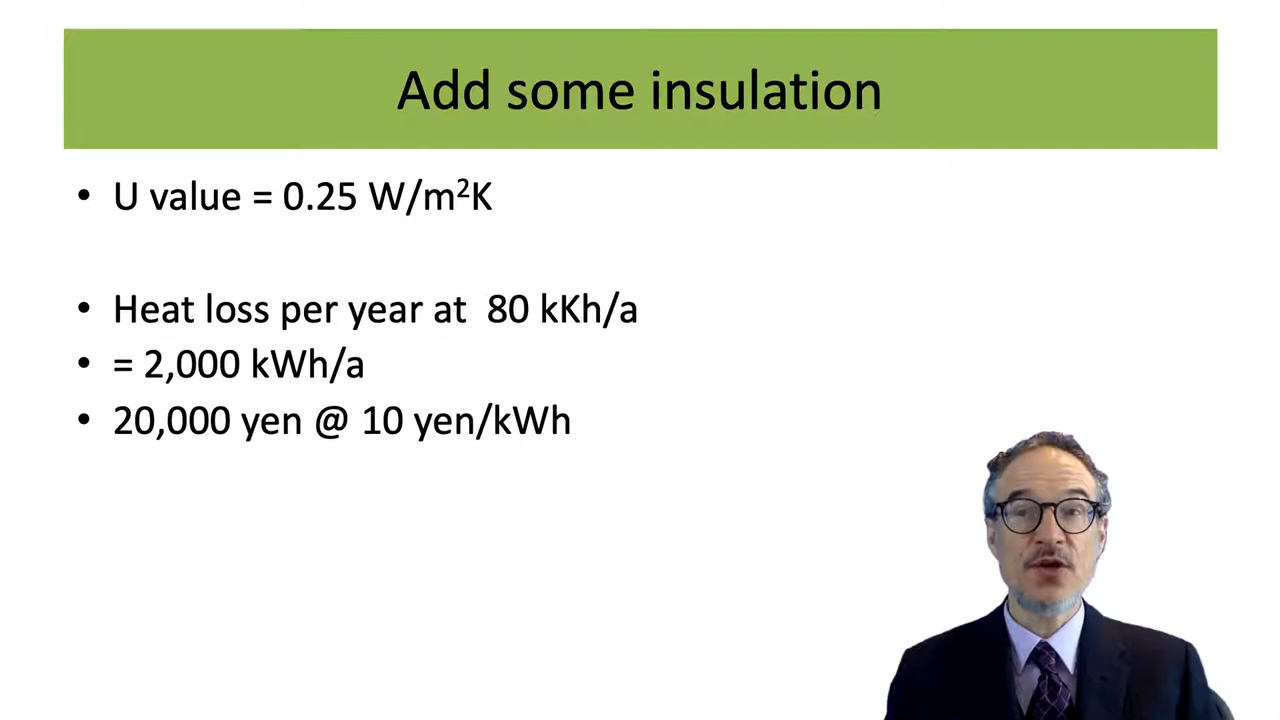 Add some insulation
• U value = 0.25 W/m²K
• Heat loss per year at  80 kKh/a
• = 2,000 kWh/a
• 20,000 yen @ 10 yen/kWh